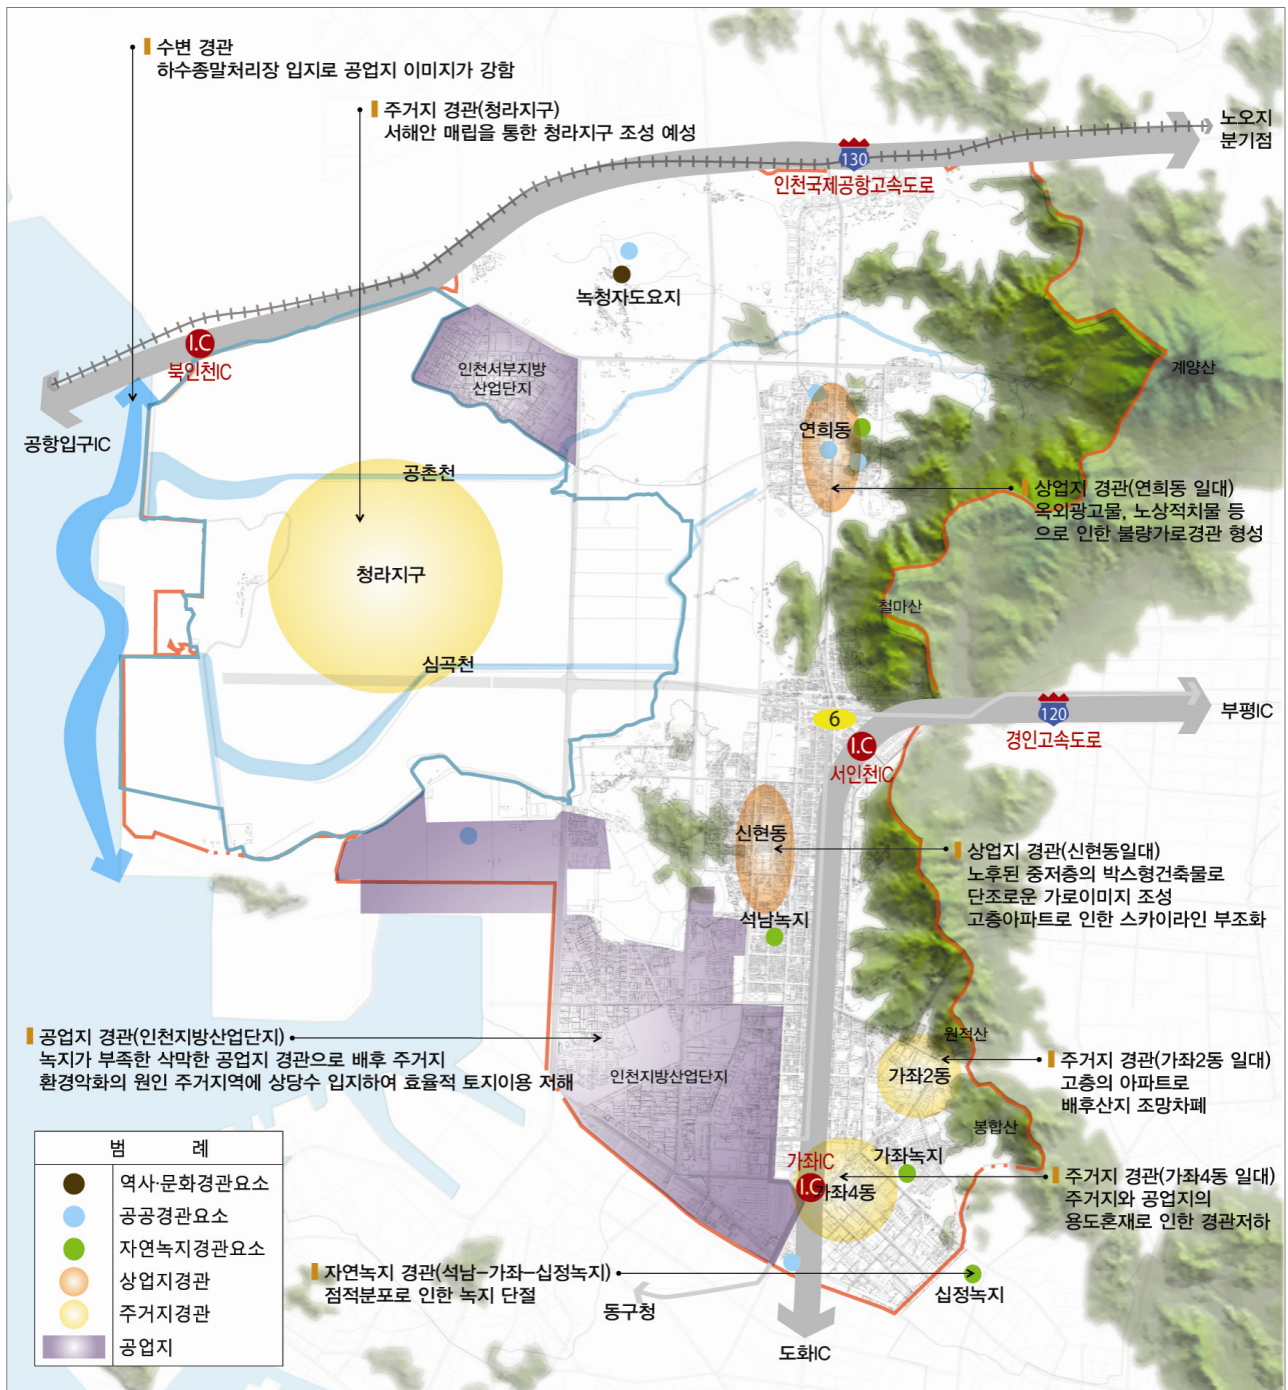 수변 경관
하수종말처리장 입지로 공업지 이미지가 강함
주거지 경관(청라지구)
서해안 매립을 통한 청라지구 조성 예성
노오지
분기점
130
인천국제공항고속도로
녹청자도요지
I.C
북인천IC
공항입구IC
인천서부지방
산업단지
계양산
연희동
공촌천
상업지 경관(연희동 일대)
옥외광고물, 노상적치물 등
으로 인한 불량가로경관 형성
청라지구
철마산
심곡천
6
120
부평IC
경인고속도로
I.C
서인천IC
신현동
상업지 경관(신현동일대)
노후된 중저층의 박스형건축물로
단조로운 가로이미지 조성
고층아파트로 인한 스카이라인 부조화
석남녹지
공업지 경관(인천지방산업단지)
녹지가 부족한 삭막한 공업지 경관으로 배후 주거지
환경악화의 원인 주거지역에 상당수 입지하여 효율적 토지이용 저해
인천지방산업단지
원적산
가좌2동
주거지 경관(가좌2동 일대)
고층의 아파트로
배후산지 조망차폐
봉합산
가좌IC
I.C
가좌4동
가좌녹지
주거지 경관(가좌4동 일대)
주거지와 공업지의
용도혼재로 인한 경관저하
범 례
역사·문화경관요소
공공경관요소
자연녹지경관요소
상업지경관
주거지경관
공업지
자연녹지 경관(석남-가좌-십정녹지)
점적분포로 인한 녹지 단절
동구청
십정녹지
도화IC